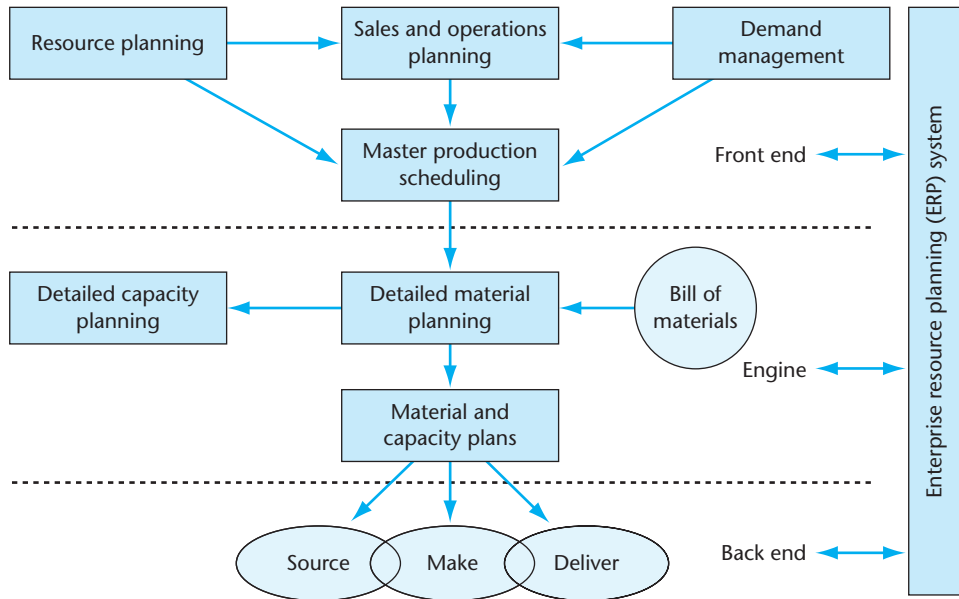 Resource planning
Sales and operations
planning
Demand
management
Master production
scheduling
Front end
Detailed capacity
planning
Detailed material
planning
Bill of
materials
Engine
Material and
capacity plans
Source
Make
Deliver
Back end
Enterprise resource planning (ERP) system